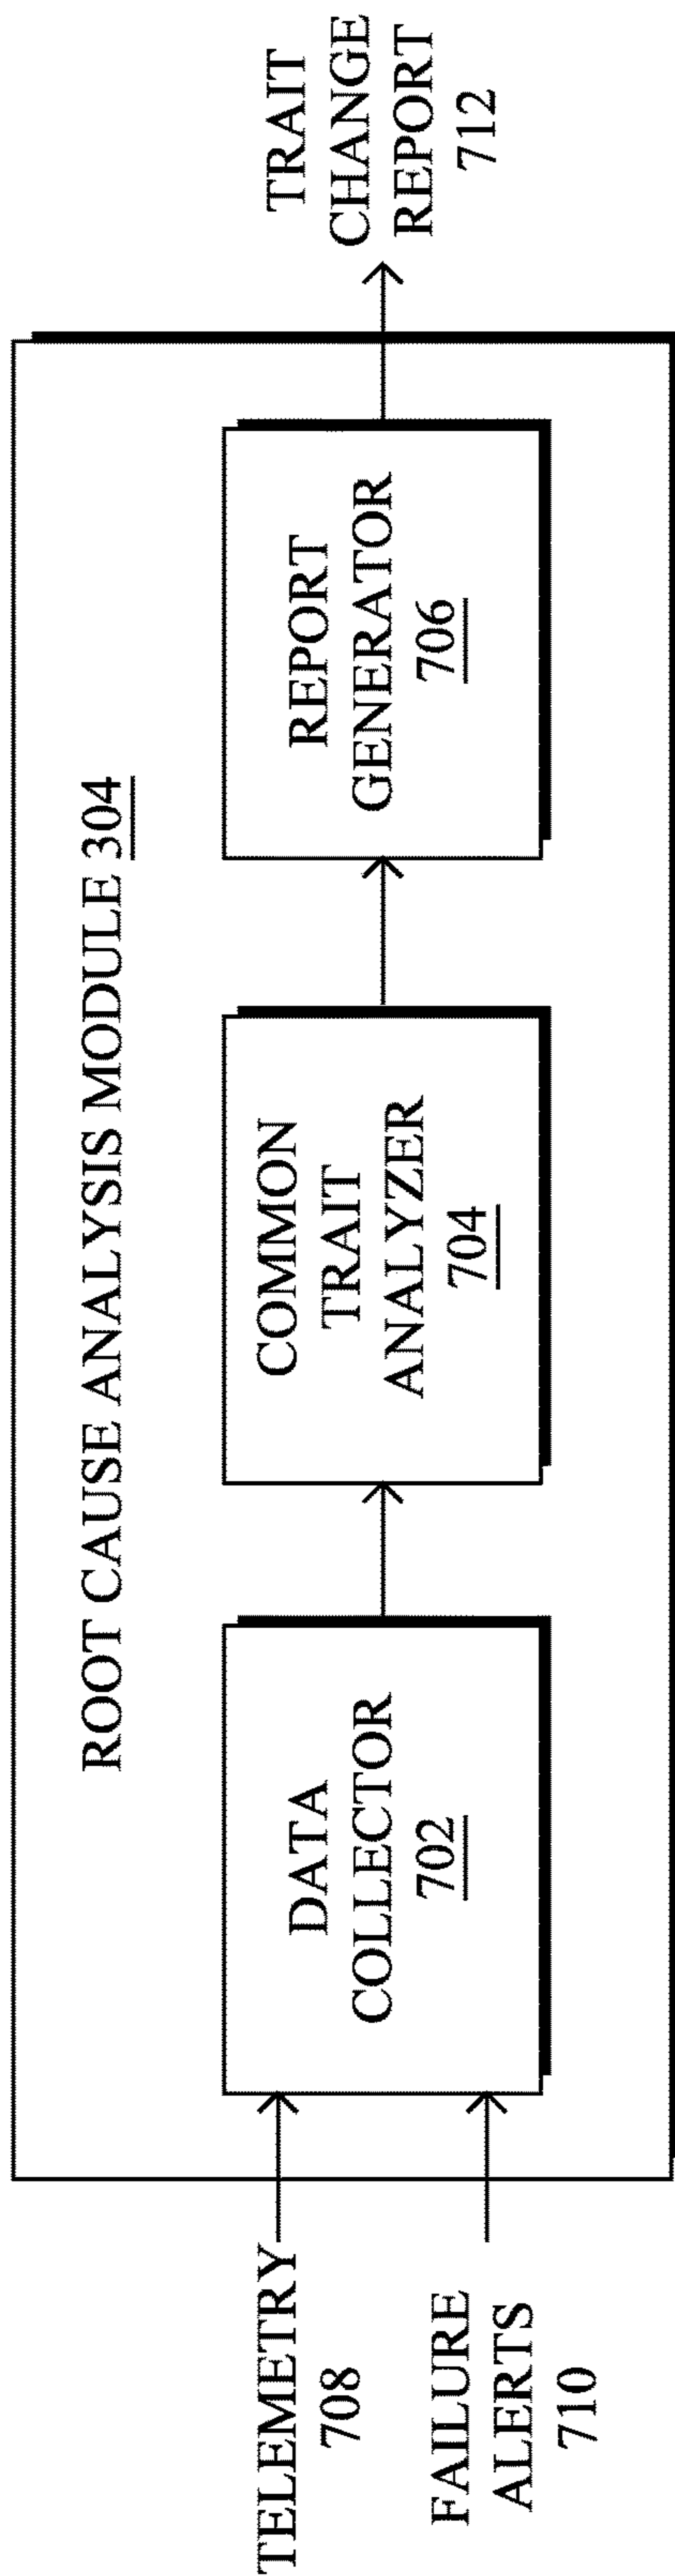 ROOT CAUSE ANALYSIS MODULE 304
TELEMETRY
708
FAILURE
ALERTS
710
DATA
COLLECTOR
702
COMMON
TRAIT
ANALYZER
704
REPORT
GENERATOR
706
TRAIT
CHANGE
REPORT
712